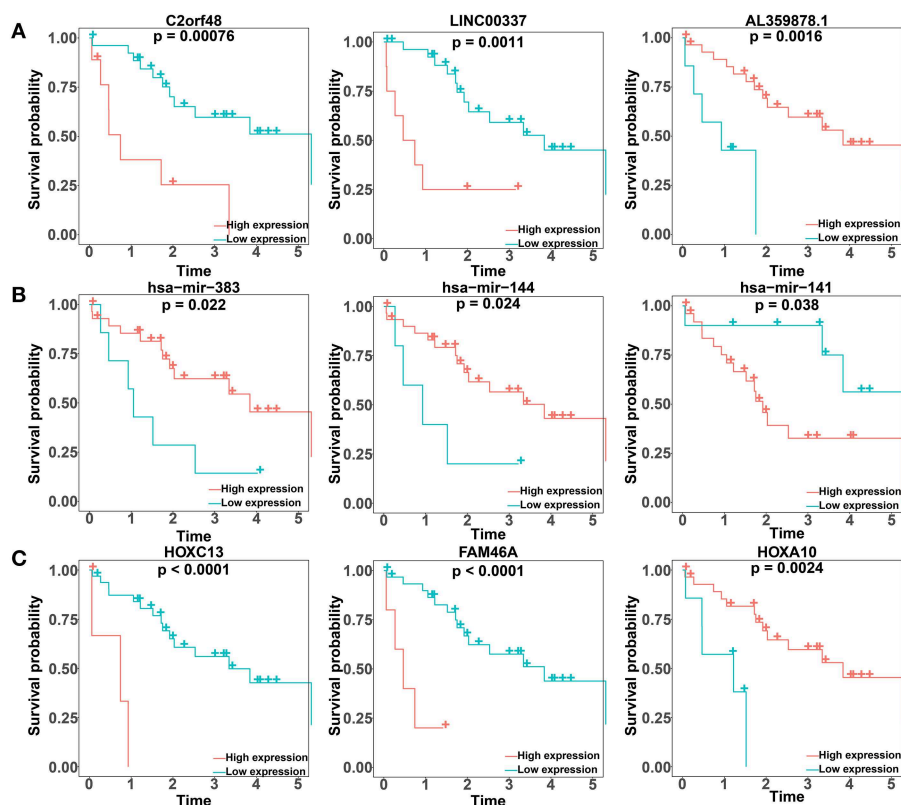 A
C2orf48
p = 0.00076
Survival probability
1.00
0.75
0.50
0.25
0.00
High expression
Low expression
0 1 2 3 4 5
Time
LINC00337
p = 0.0011
Survival probability
1.00
0.75
0.50
0.25
0.00
High expression
Low expression
0 1 2 3 4 5
Time
AL359878.1
p = 0.0016
Survival probability
1.00
0.75
0.50
0.25
0.00
High expression
Low expression
0 1 2 3 4 5
Time
B
hsa−mir−383
p = 0.022
Survival probability
1.00
0.75
0.50
0.25
0.00
High expression
Low expression
0 1 2 3 4 5
Time
hsa−mir−144
p = 0.024
Survival probability
1.00
0.75
0.50
0.25
0.00
High expression
Low expression
0 1 2 3 4 5
Time
hsa−mir−141
p = 0.038
Survival probability
1.00
0.75
0.50
0.25
0.00
High expression
Low expression
0 1 2 3 4 5
Time
C
HOXC13
p < 0.0001
Survival probability
1.00
0.75
0.50
0.25
0.00
High expression
Low expression
0 1 2 3 4 5
Time
FAM46A
p < 0.0001
Survival probability
1.00
0.75
0.50
0.25
0.00
High expression
Low expression
0 1 2 3 4 5
Time
HOXA10
p = 0.0024
Survival probability
1.00
0.75
0.50
0.25
0.00
High expression
Low expression
0 1 2 3 4 5
Time